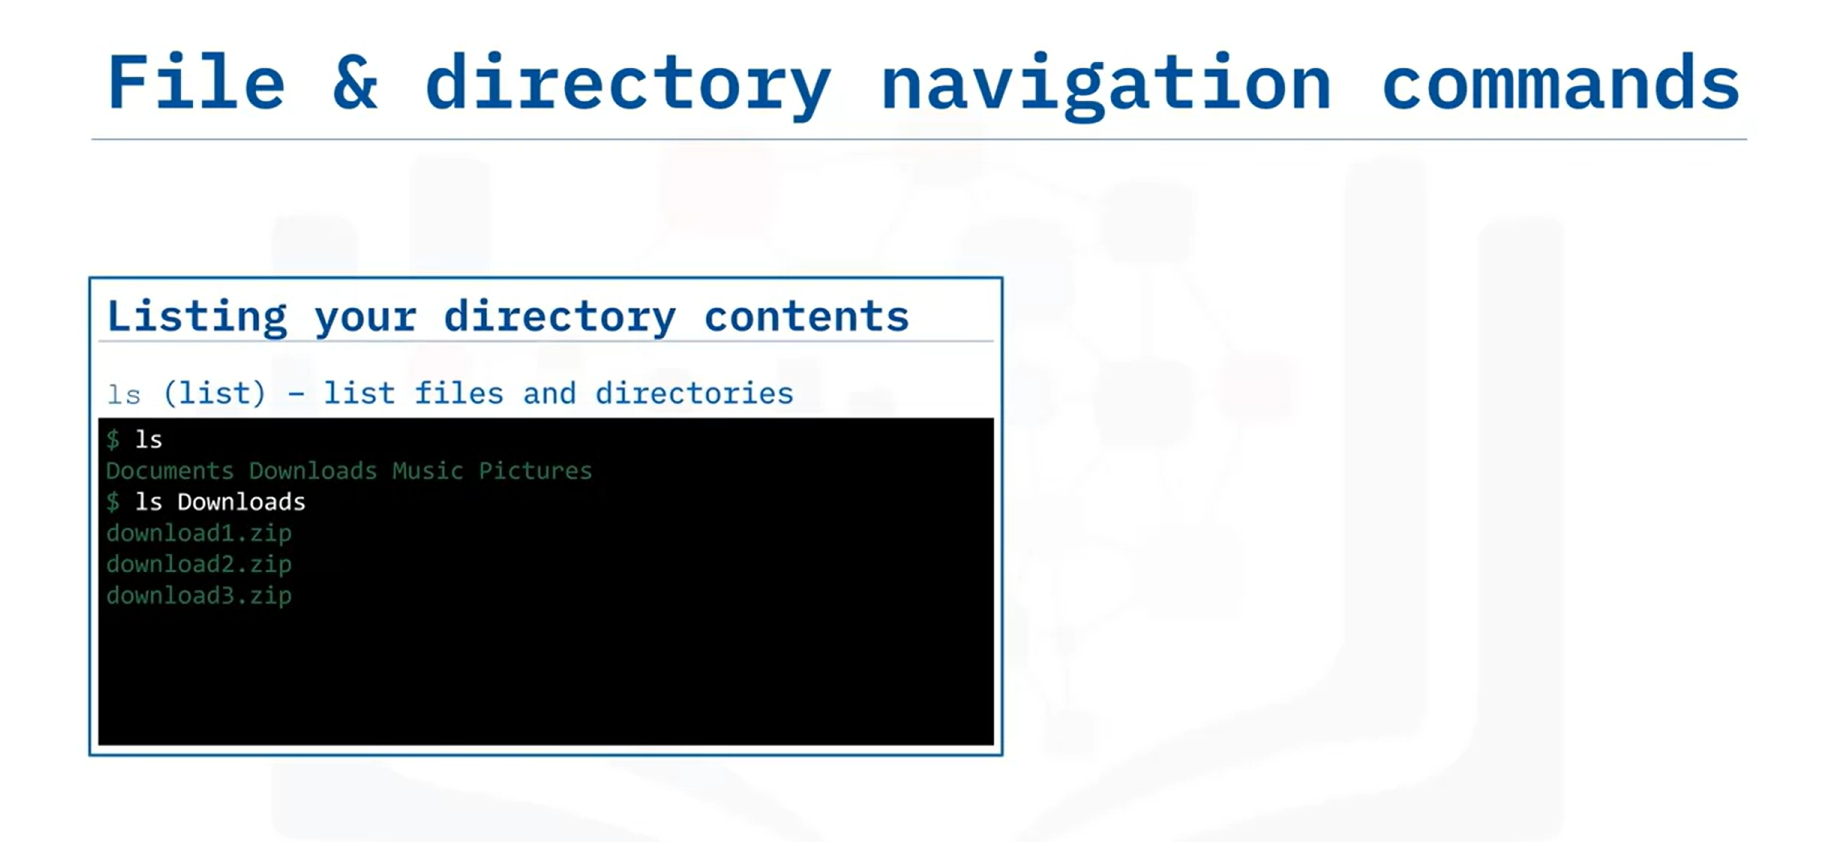 File & directory navigation commands
Listing your directory contents
ls (list) – list files and directories
$ ls
Documents Downloads Music Pictures
$ ls Downloads
download1.zip
download2.zip
download3.zip